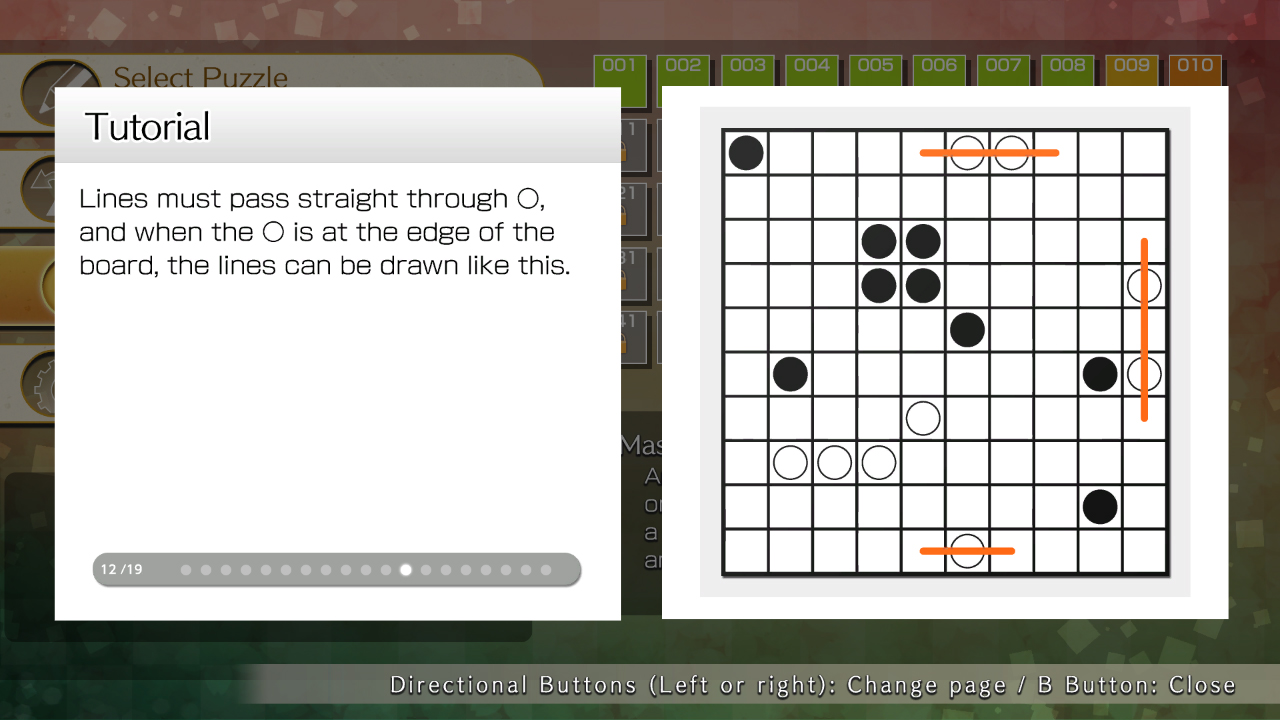 Select Puzzle
001 002 003 004 005 006 007 008 009 010
Tutorial
Lines must pass straight through ○,
and when the ○ is at the edge of the
board, the lines can be drawn like this.
12 /19
Directional Buttons (Left or right): Change page / B Button: Close